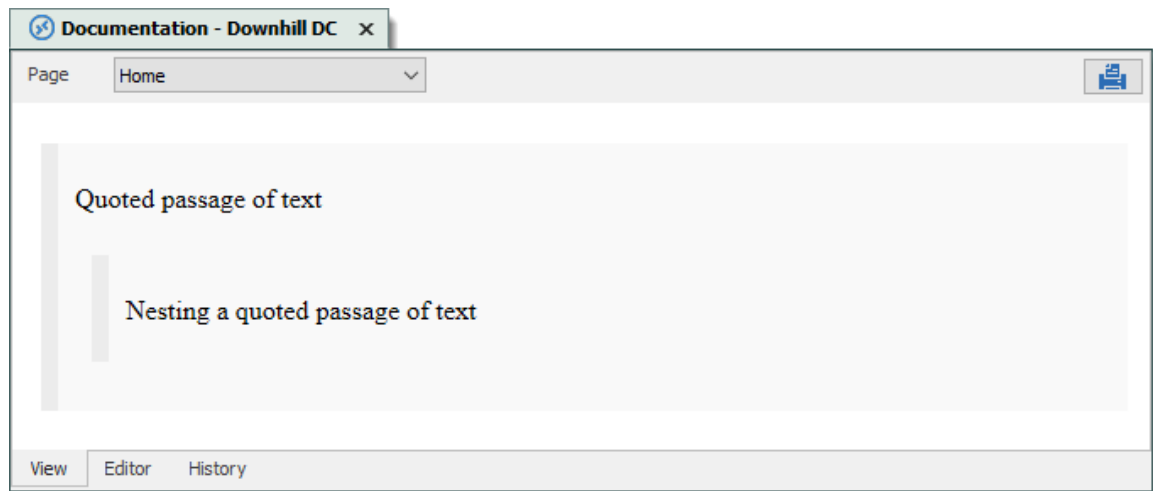 Documentation - Downhill DC x
Page Home
Quoted passage of text
Nesting a quoted passage of text
View Editor History